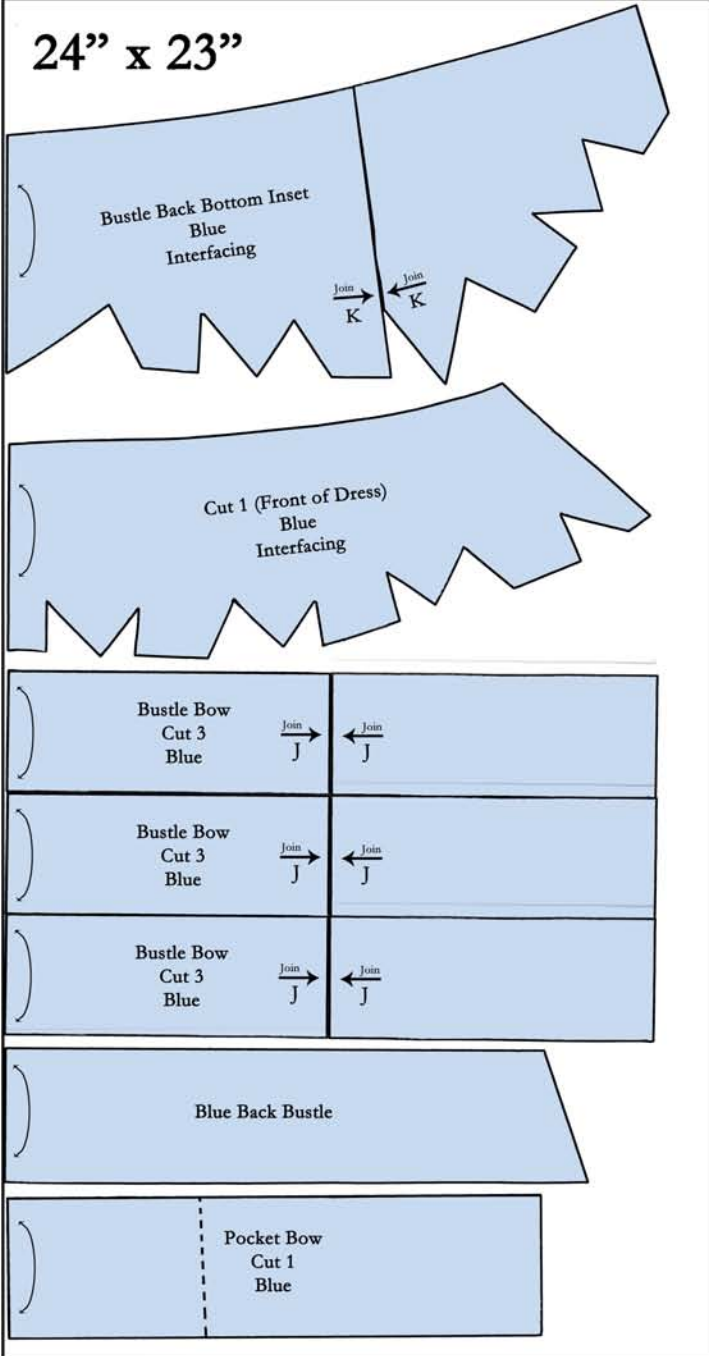 24” x 23”
Bustle Back Bottom Inset
Blue
Interfacing
Join
K
Join
K
Cut 1 (Front of Dress)
Blue
Interfacing
Bustle Bow
Cut 3
Blue
Join
J
Join
J
Bustle Bow
Cut 3
Blue
Join
J
Join
J
Bustle Bow
Cut 3
Blue
Join
J
Join
J
Blue Back Bustle
Pocket Bow
Cut 1
Blue